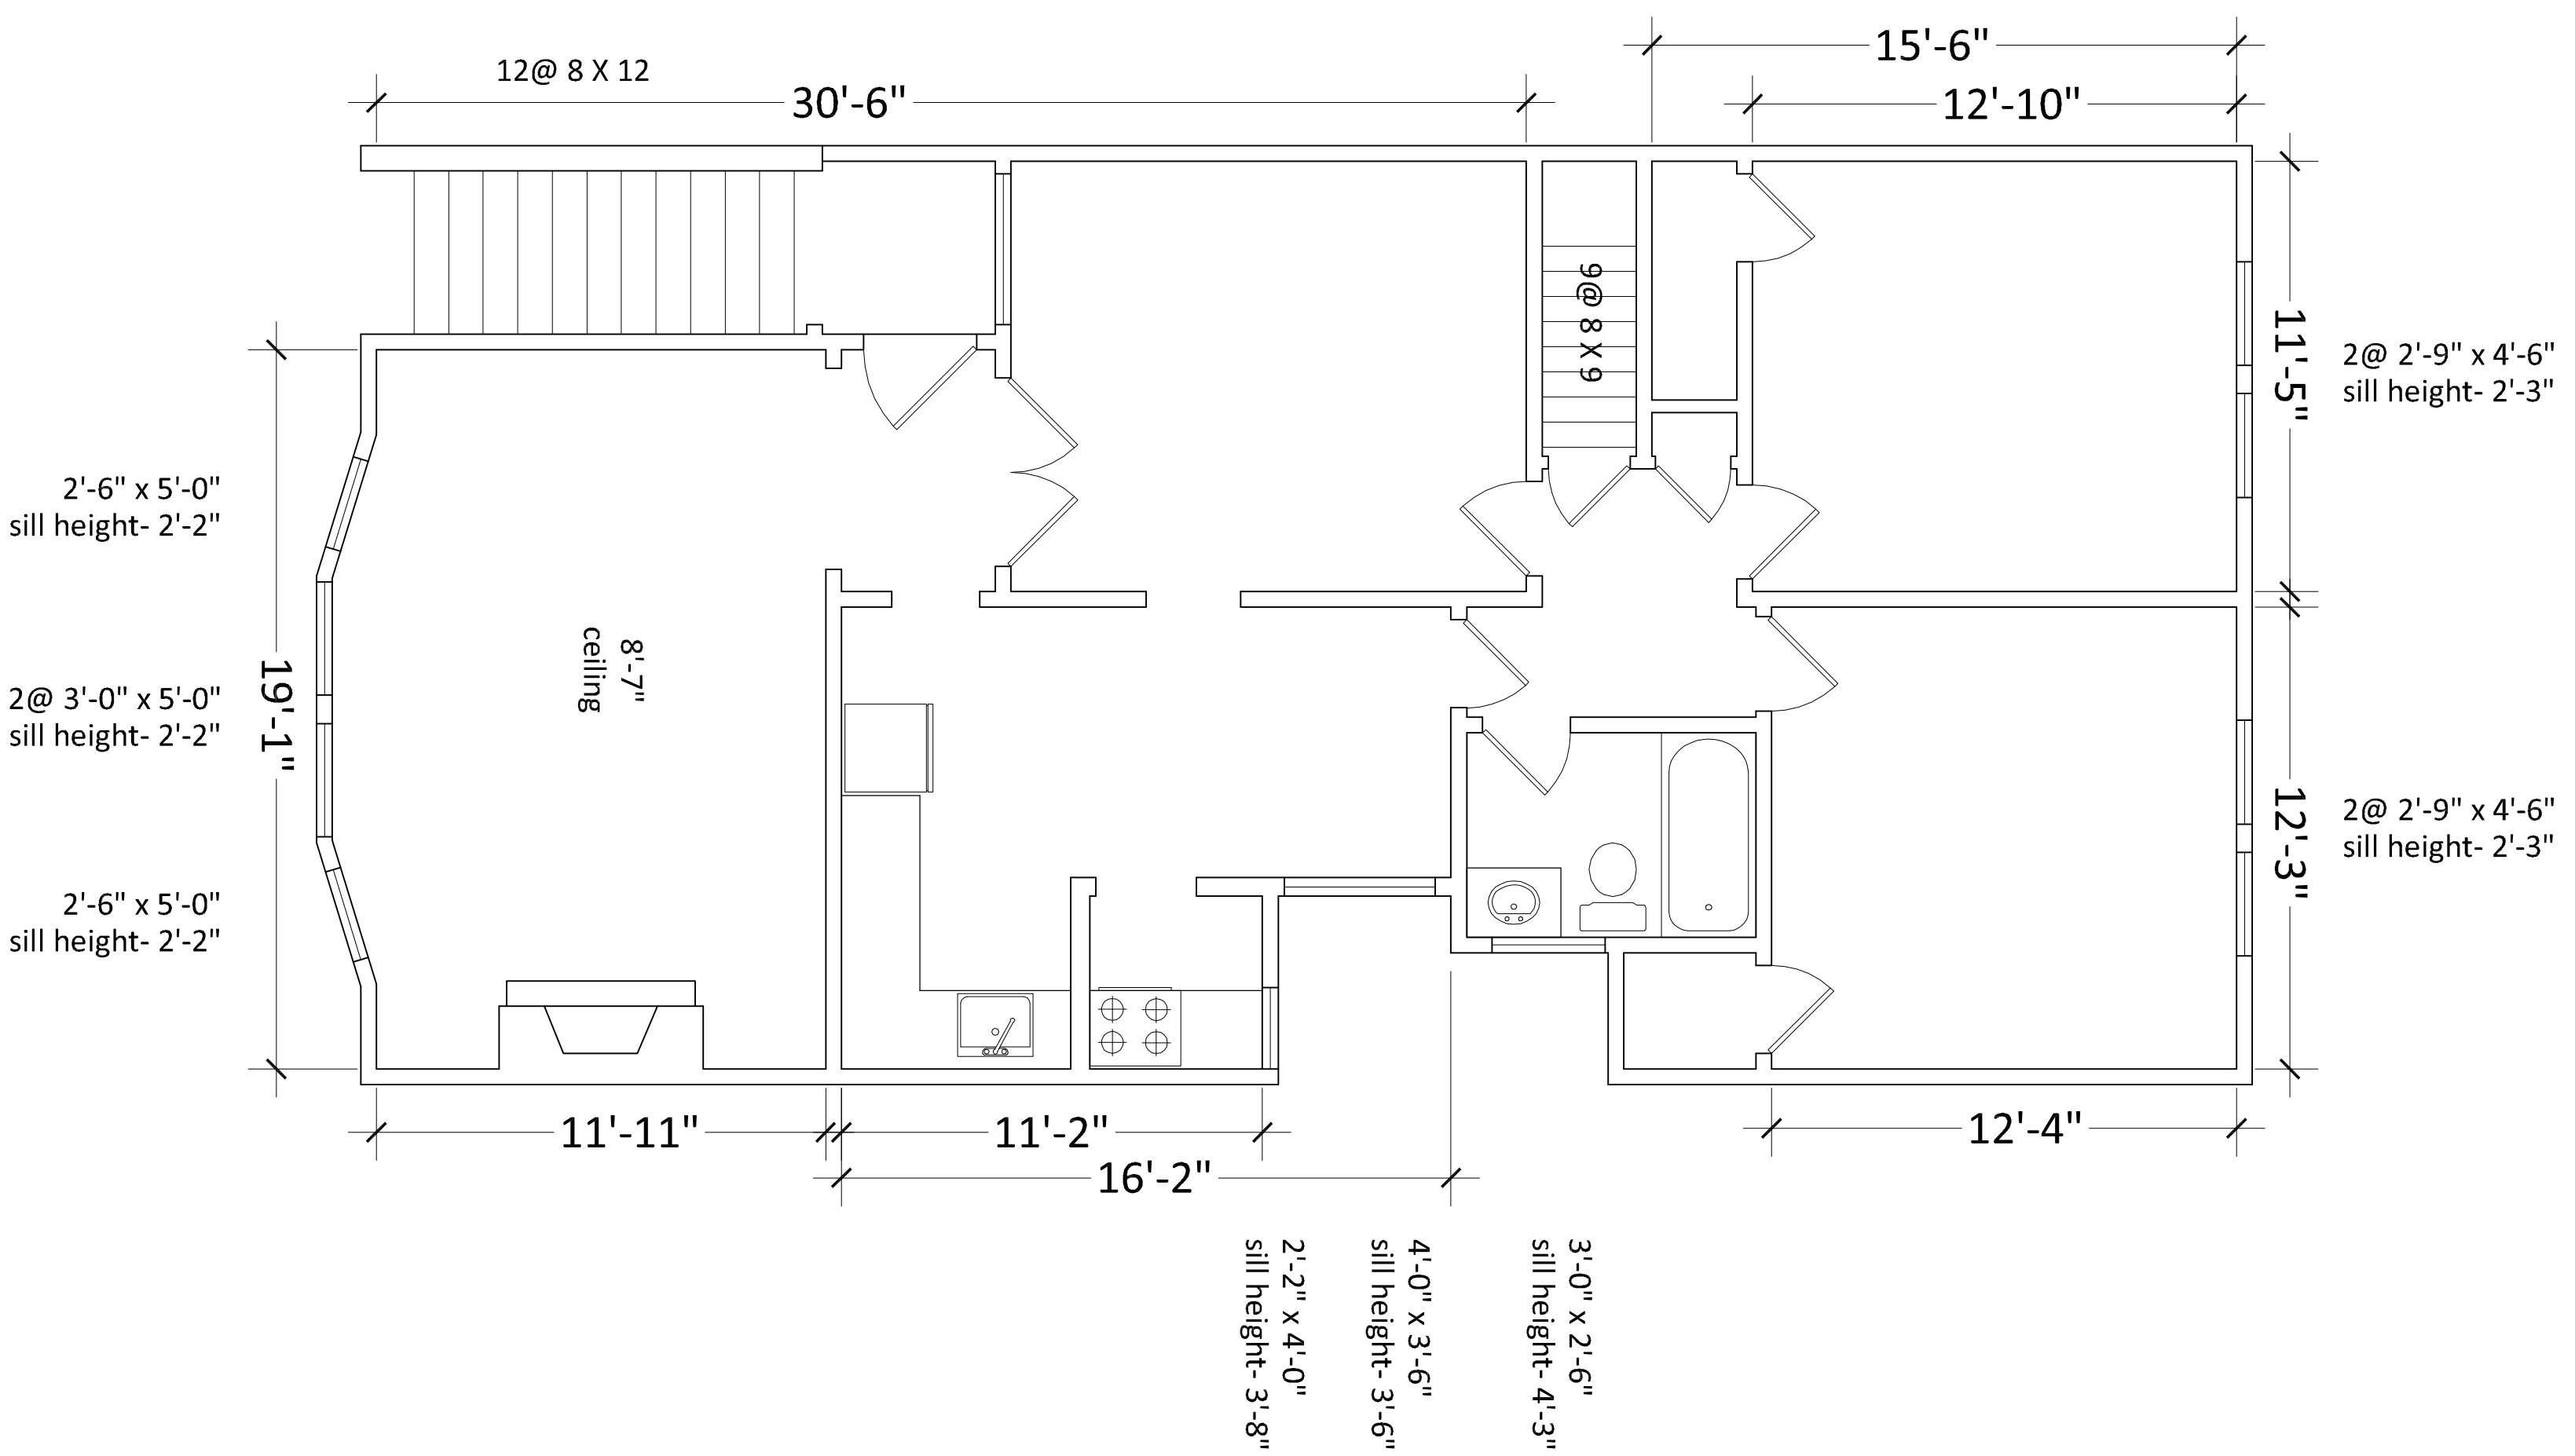 15'-6"
12@ 8 X 12
30'-6"
12'-10"
9@ 8 X 9
11'-5"
2@ 2'-9" x 4'-6"
sill height- 2'-3"
2'-6" x 5'-0"
sill height- 2'-2"
8'-7"
ceiling
19'-1"
2@ 3'-0" x 5'-0"
sill height- 2'-2"
12'-3"
2@ 2'-9" x 4'-6"
sill height- 2'-3"
2'-6" x 5'-0"
sill height- 2'-2"
11'-11"
11'-2"
12'-4"
16'-2"
2'-2" x 4'-0"
sill height- 3'-8"
4'-0" x 3'-6"
sill height- 3'-6"
3'-0" x 2'-6"
sill height- 4'-3"